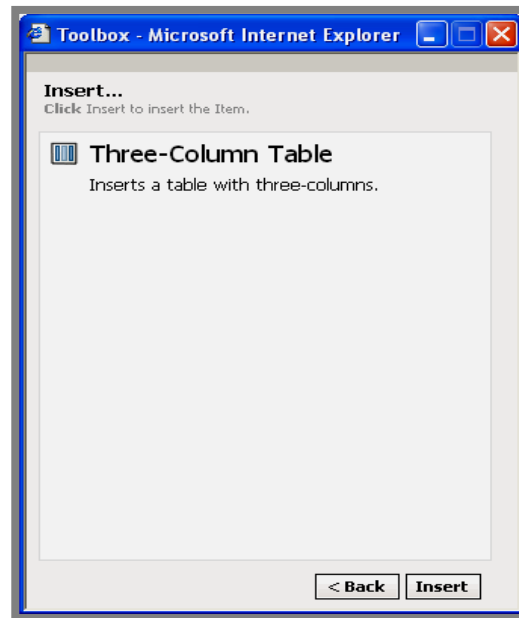 Toolbox - Microsoft Internet Explorer
Insert...
Click Insert to insert the Item.
Three-Column Table
Inserts a table with three-columns.
< Back Insert